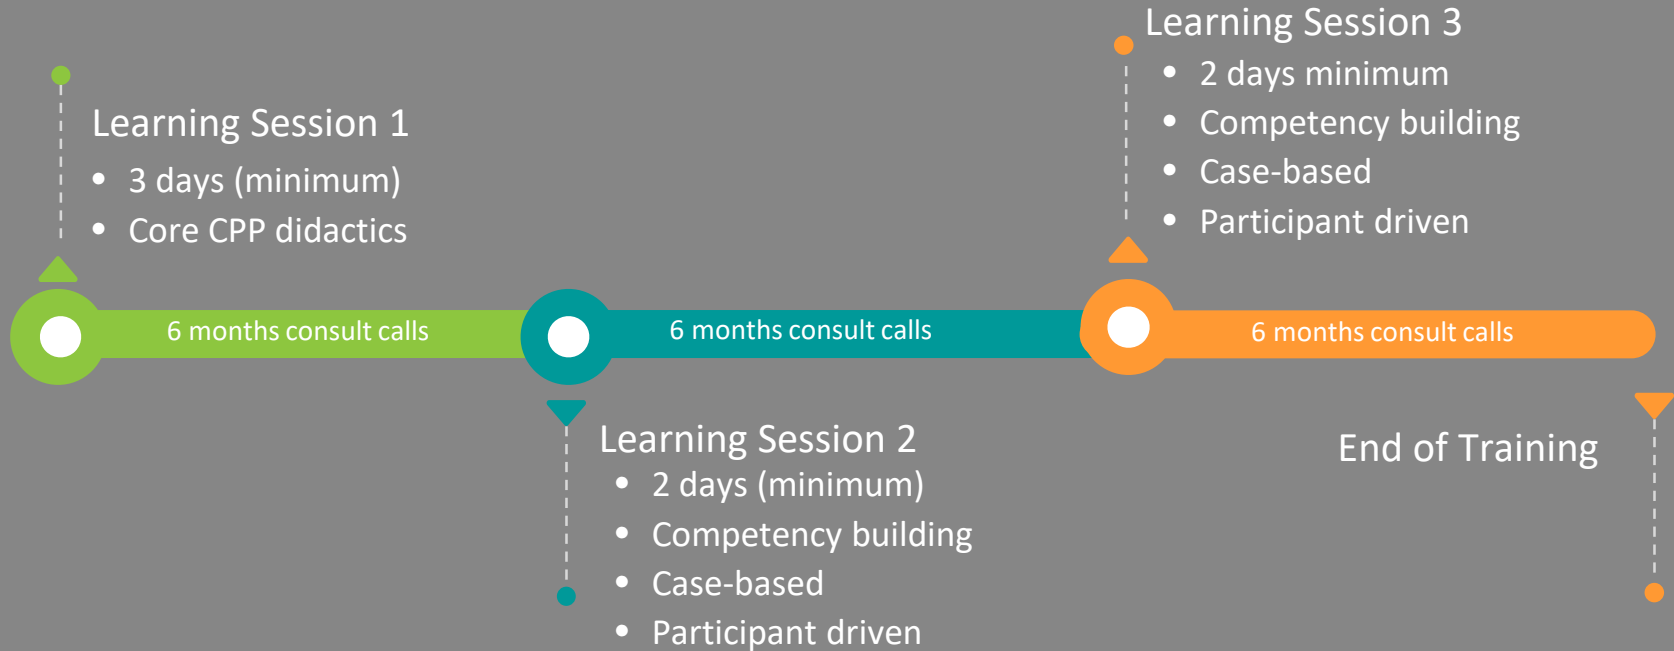 Learning Session 1
• 3 days (minimum)
• Core CPP didactics
6 months consult calls
Learning Session 2
• 2 days (minimum)
• Competency building
• Case-based
• Participant driven
6 months consult calls
Learning Session 3
• 2 days minimum
• Competency building
• Case-based
• Participant driven
6 months consult calls
End of Training